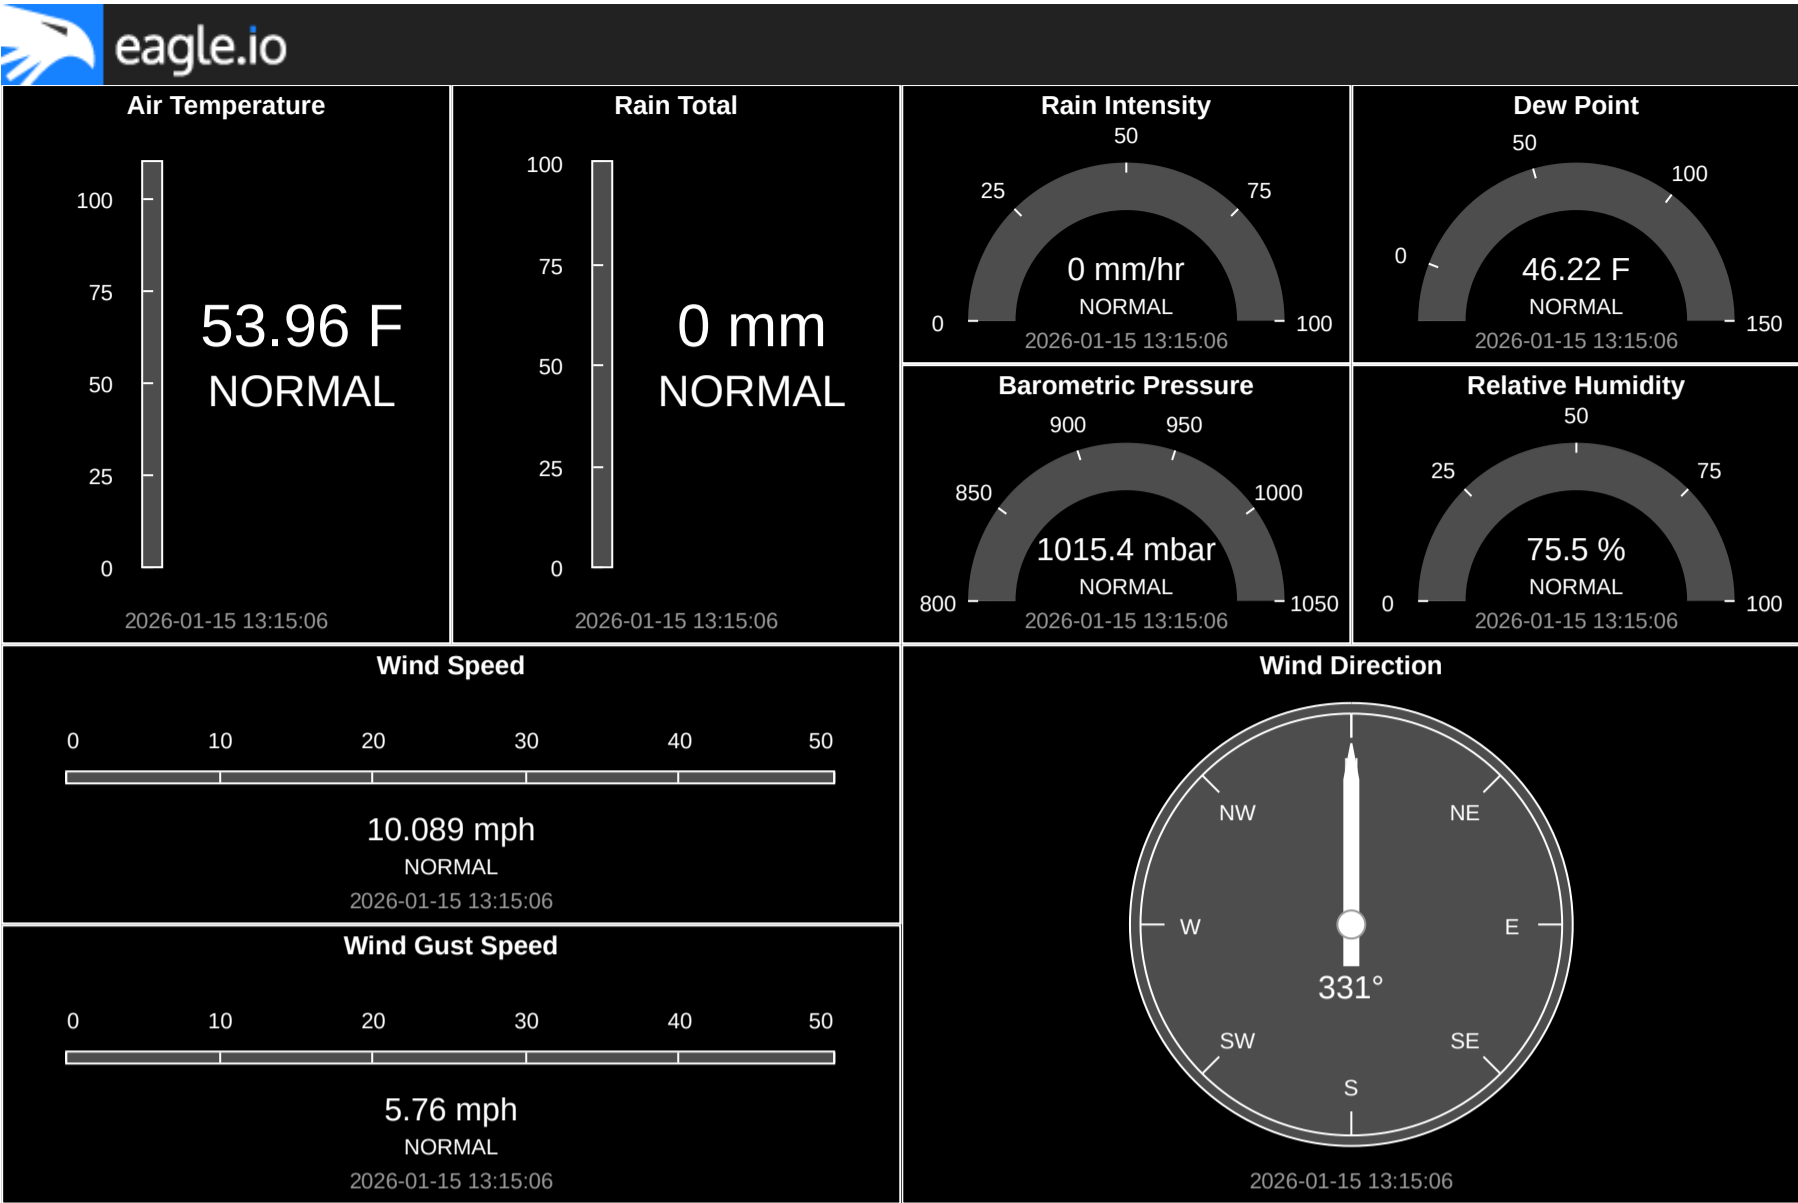 eagle.io
Air Temperature
100
75
50
25
0
53.96 F
NORMAL
2026-01-15 13:15:06
Rain Total
100
75
50
25
0
0 mm
NORMAL
2026-01-15 13:15:06
Rain Intensity
0
25
50
75
100
0 mm/hr
NORMAL
2026-01-15 13:15:06
Dew Point
0
50
100
150
46.22 F
NORMAL
2026-01-15 13:15:06
Barometric Pressure
800
850
900
950
1000
1050
1015.4 mbar
NORMAL
2026-01-15 13:15:06
Relative Humidity
0
25
50
75
100
75.5 %
NORMAL
2026-01-15 13:15:06
Wind Speed
0 10 20 30 40 50
10.089 mph
NORMAL
2026-01-15 13:15:06
Wind Gust Speed
0 10 20 30 40 50
5.76 mph
NORMAL
2026-01-15 13:15:06
Wind Direction
NW NE
W E
331°
SW SE
S
2026-01-15 13:15:06